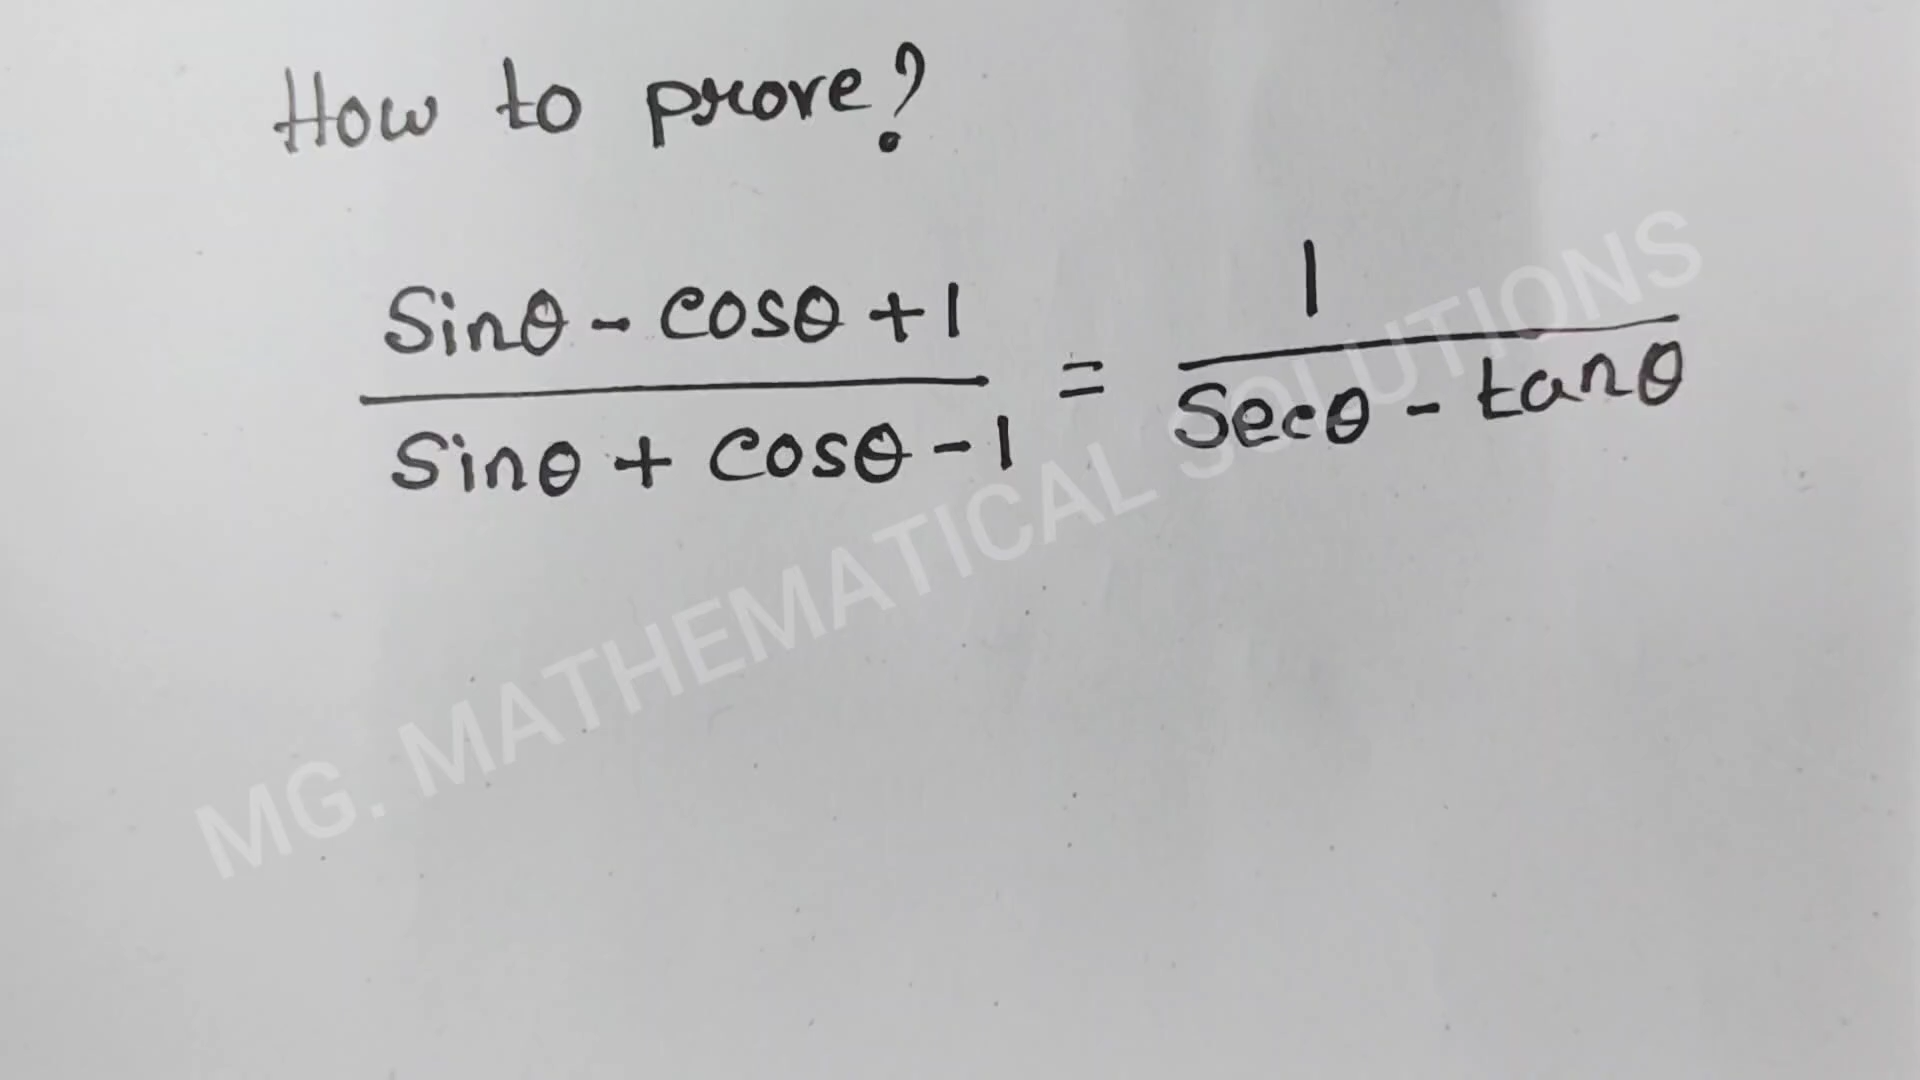 How to prove?
Sinθ - cosθ +1 / Sinθ + cosθ -1 = 1 / Secθ - tanθ
MG. MATHEMATICAL SOLUTIONS